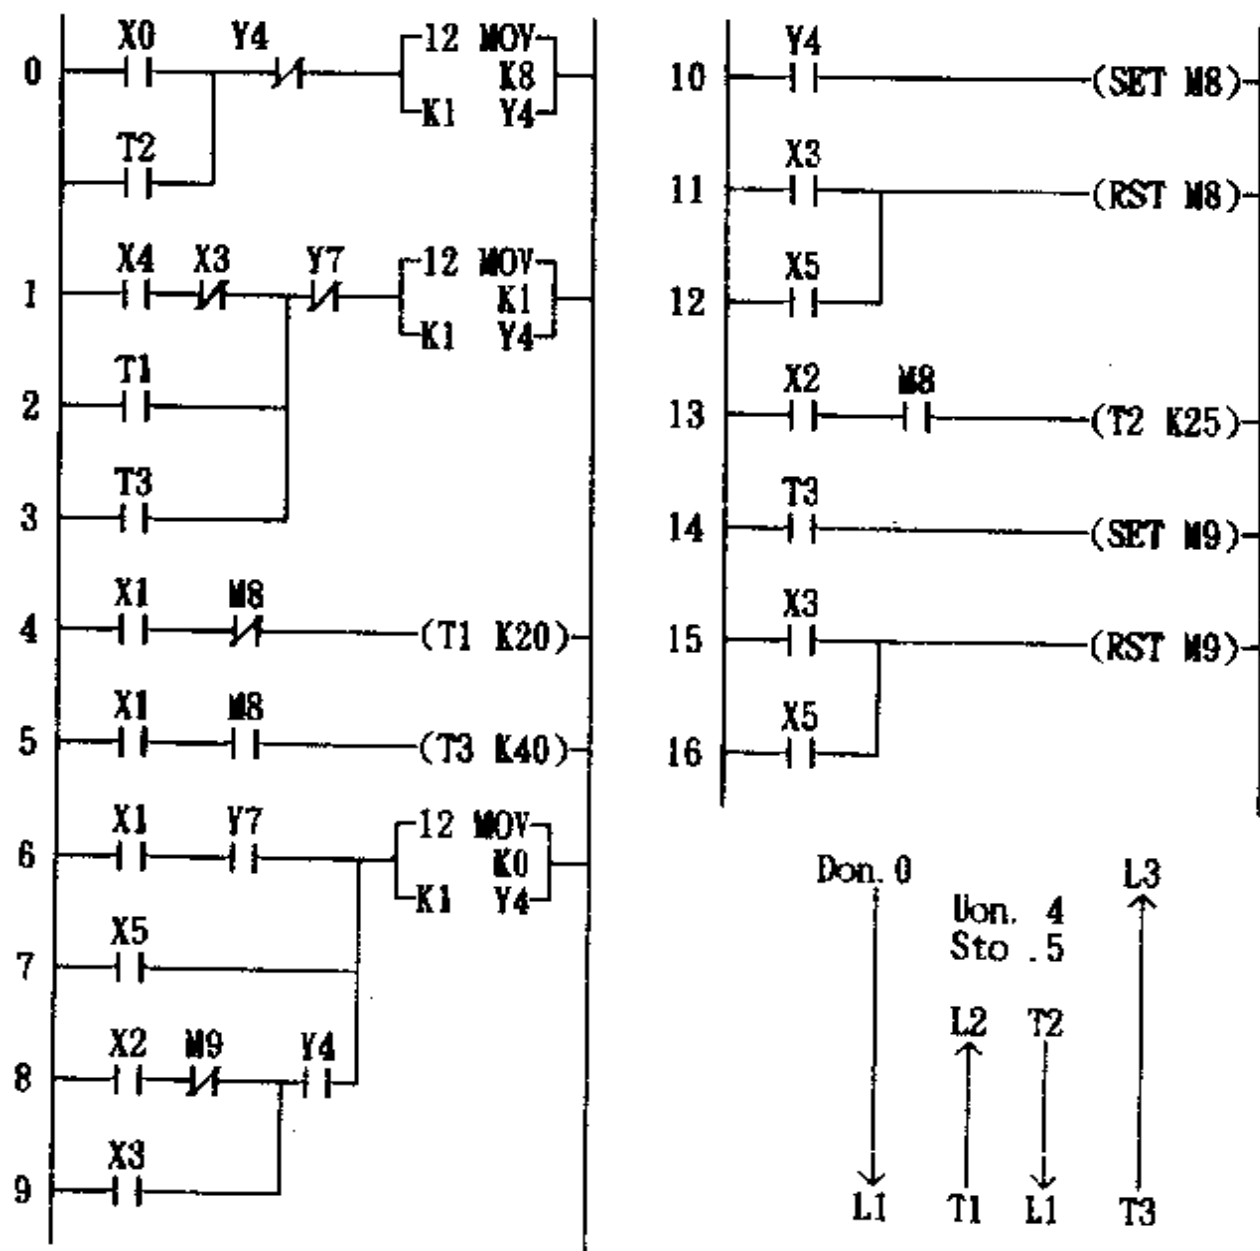 X0 Y4 12 MOV
0 K8
K1 Y4
T2
X4 X3 Y7 12 MOV
1 K1
K1 Y4
T1
2
T3
3
X1 M8
4 (T1 K20)
X1 M8
5 (T3 K40)
X1 Y7 12 MOV
6 K0
K1 Y4
X5
7
X2 M9 Y4
8
X3
9
Y4
10 (SET M8)
X3
11 (RST M8)
X5
12
X2 M8
13 (T2 K25)
T3
14 (SET M9)
X3
15 (RST M9)
X5
16
Don. 0 L3
Uon. 4
Sto .5
L2 T2
L1 T1 L1 T3